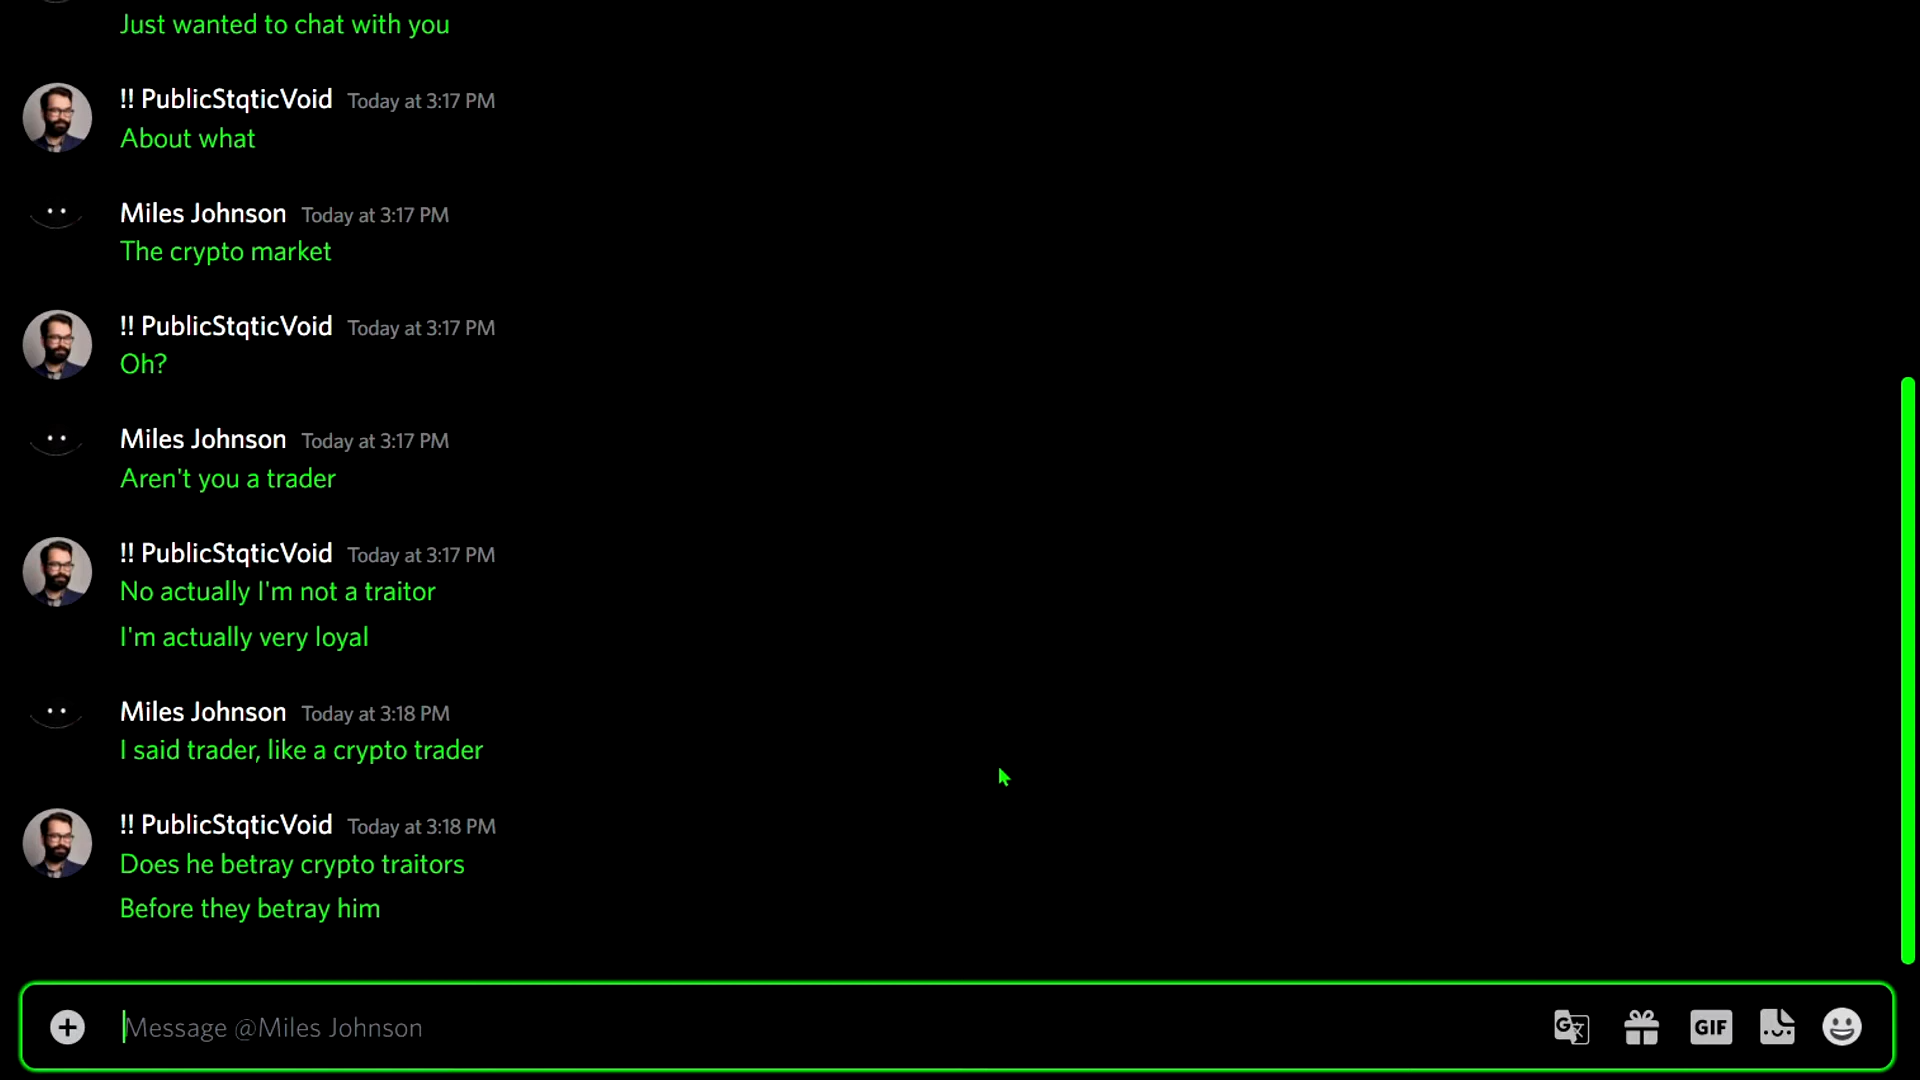 Just wanted to chat with you
!! PublicStqticVoid Today at 3:17 PM
About what
Miles Johnson Today at 3:17 PM
The crypto market
!! PublicStqticVoid Today at 3:17 PM
Oh?
Miles Johnson Today at 3:17 PM
Aren't you a trader
!! PublicStqticVoid Today at 3:17 PM
No actually I'm not a traitor
I'm actually very loyal
Miles Johnson Today at 3:18 PM
I said trader, like a crypto trader
!! PublicStqticVoid Today at 3:18 PM
Does he betray crypto traitors
Before they betray him
Message @Miles Johnson
GIF